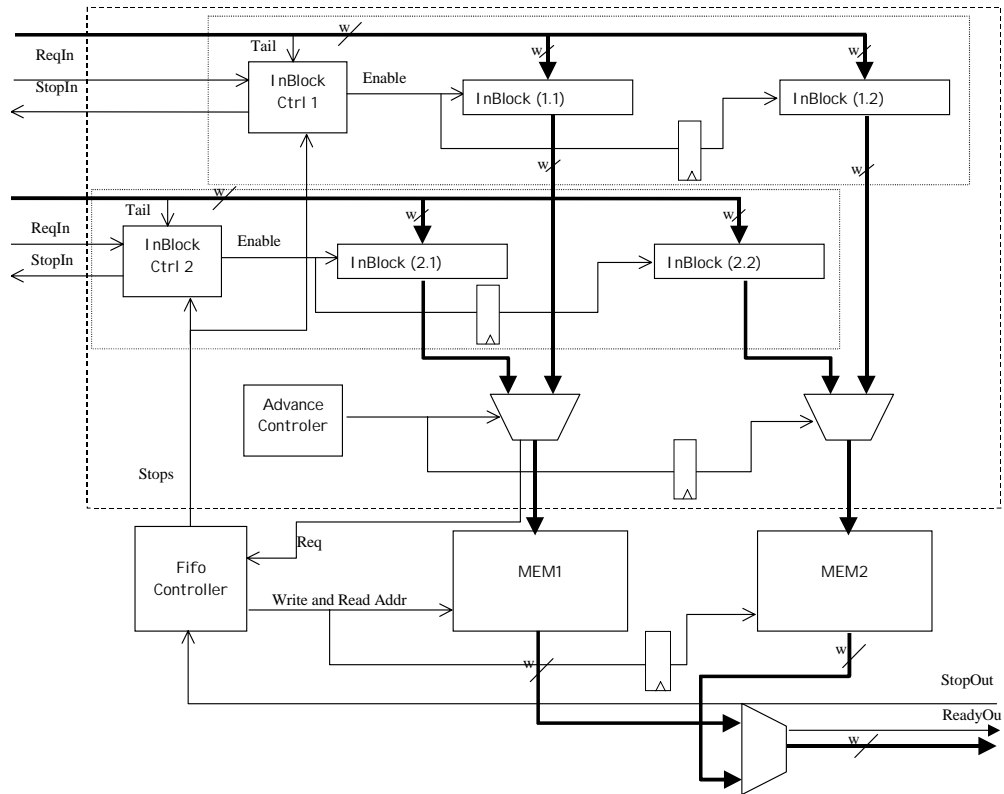 w
ReqIn
Tail
StopIn
InBlock
Ctrl 1
Enable
w
w
InBlock (1.1)
InBlock (1.2)
w
w
w
Tail
ReqIn
StopIn
InBlock
Ctrl 2
Enable
w
w
InBlock (2.1)
InBlock (2.2)
Advance
Controler
Stops
Req
Fifo
Controller
MEM1
MEM2
Write and Read Addr
w
w
StopOut
ReadyOu
w